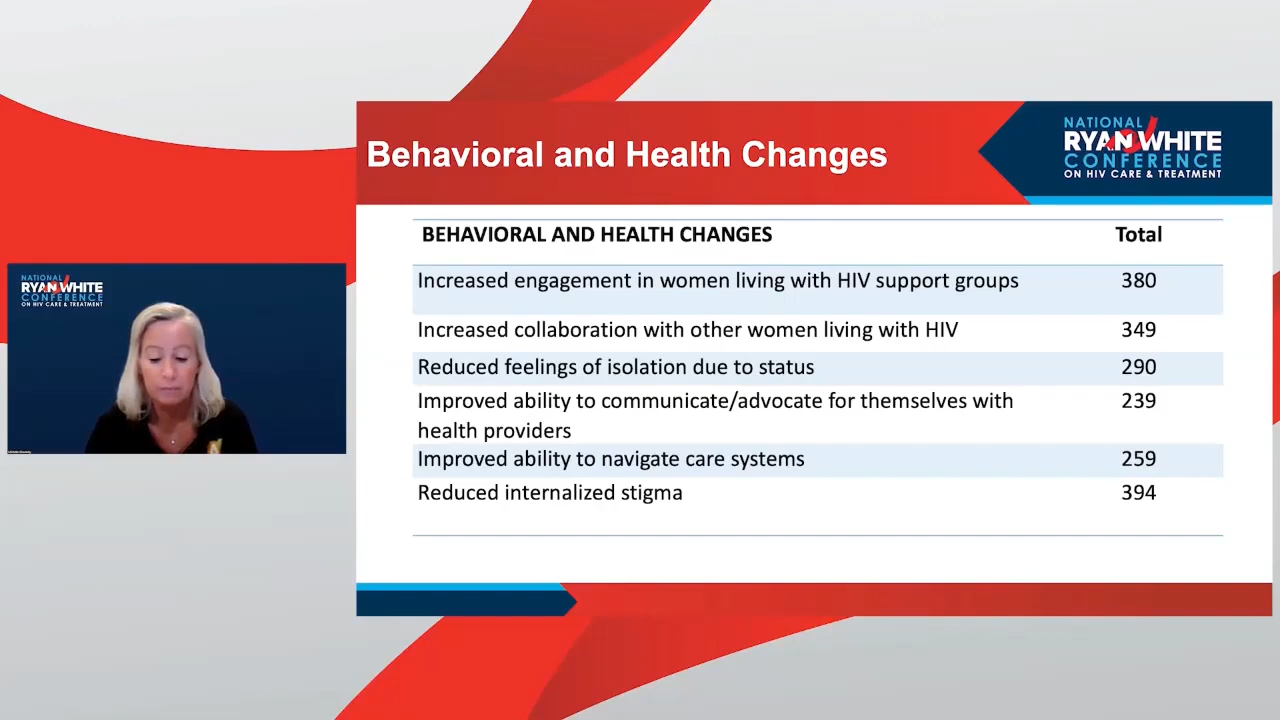 NATIONAL
RYAN WHITE
CONFERENCE
ON HIV CARE & TREATMENT
Behavioral and Health Changes
NATIONAL
RYAN WHITE
CONFERENCE
ON HIV CARE & TREATMENT
BEHAVIORAL AND HEALTH CHANGES Total
Increased engagement in women living with HIV support groups 380
Increased collaboration with other women living with HIV 349
Reduced feelings of isolation due to status 290
Improved ability to communicate/advocate for themselves with 239
health providers
Improved ability to navigate care systems 259
Reduced internalized stigma 394